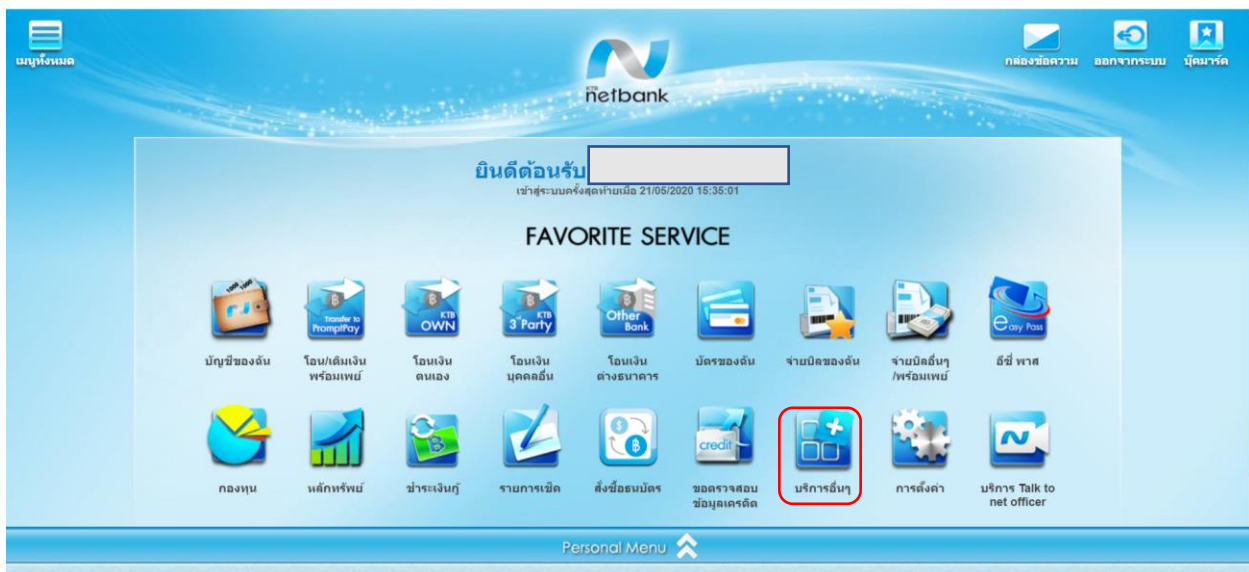 เมนูทั้งหมด
KTB
netbank
กล่องข้อความ
ออกจากระบบ
บุ๊คมาร์ค
ยินดีต้อนรับ
เข้าสู่ระบบครั้งสุดท้ายเมื่อ 21/05/2020 15:35:01
FAVORITE SERVICE
1000 1000
Transfer to
PromptPay
KTB
OWN
KTB
3rd Party
Other
Bank
easy Pass
บัญชีของฉัน
โอน/เติมเงิน
พร้อมเพย์
โอนเงิน
ตนเอง
โอนเงิน
บุคคลอื่น
โอนเงิน
ต่างธนาคาร
บัตรของฉัน
จ่ายบิลของฉัน
จ่ายบิลอื่นๆ
/พร้อมเพย์
อีซี่ พาส
credit
กองทุน
หลักทรัพย์
ชำระเงินกู้
รายการเช็ค
สั่งซื้อธนบัตร
ขอตรวจสอบ
ข้อมูลเครดิต
บริการอื่นๆ
การตั้งค่า
บริการ Talk to
net officer
Personal Menu